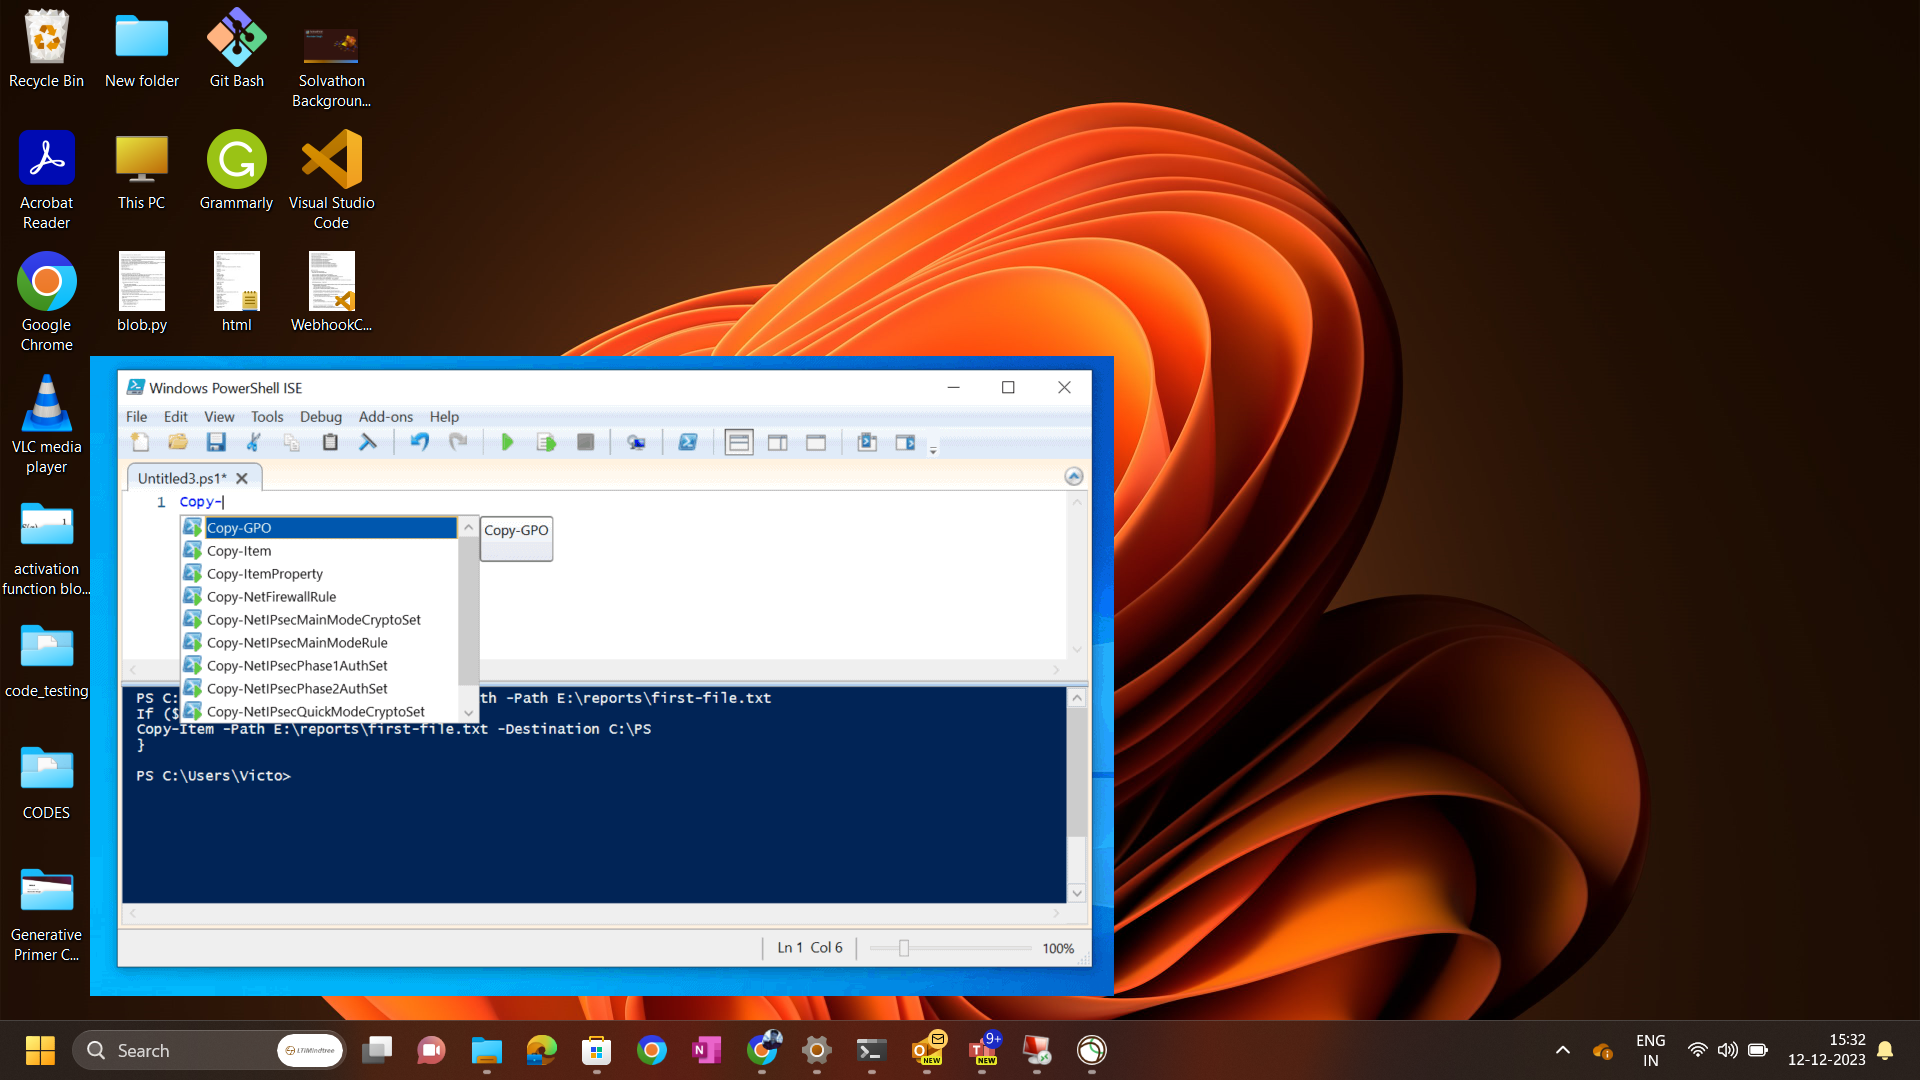 Recycle Bin
New folder
Git Bash
Solvathon
Backgroun...
Acrobat
Reader
This PC
Grammarly
Visual Studio
Code
Google
Chrome
blob.py
html
WebhookC...
VLC media
player
activation
function blo...
code_testing
CODES
Generative
Primer C...
Windows PowerShell ISE
File Edit View Tools Debug Add-ons Help
Untitled3.ps1*
1 Copy-
Copy-GPO
Copy-Item
Copy-ItemProperty
Copy-NetFirewallRule
Copy-NetIPsecMainModeCryptoSet
Copy-NetIPsecMainModeRule
Copy-NetIPsecPhase1AuthSet
Copy-NetIPsecPhase2AuthSet
Copy-NetIPsecQuickModeCryptoSet
Copy-GPO
PS C: th -Path E:\reports\first-file.txt
If ($
Copy-Item -Path E:\reports\first-file.txt -Destination C:\PS
}
PS C:\Users\Victo>
Ln 1 Col 6
100%
Search
LTIMindtree
NEW
9+
NEW
ENG
IN
15:32
12-12-2023